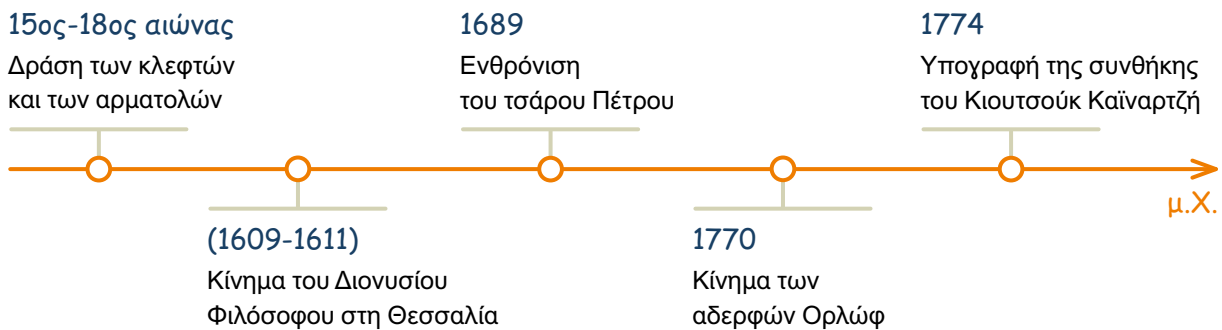 15ος-18ος αιώνας
Δράση των κλεφτών
και των αρματολών
1689
Ενθρόνιση
του τσάρου Πέτρου
1774
Υπογραφή της συνθήκης
του Κιουτσούκ Καϊναρτζή
μ.Χ.
(1609-1611)
Κίνημα του Διονυσίου
Φιλόσοφου στη Θεσσαλία
1770
Κίνημα των
αδερφών Ορλώφ